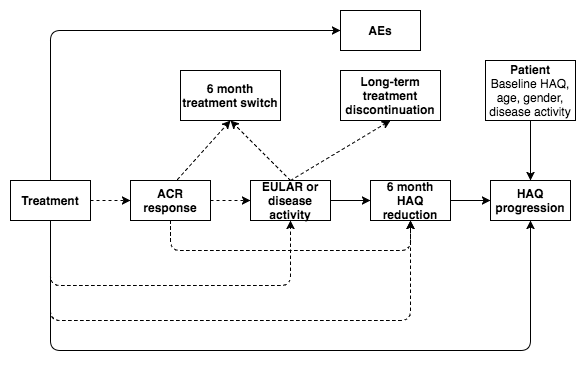 AEs
6 month
treatment switch
Long-term
treatment
discontinuation
Patient
Baseline HAQ,
age, gender,
disease activity
Treatment
ACR
response
EULAR or
disease
activity
6 month
HAQ
reduction
HAQ
progression